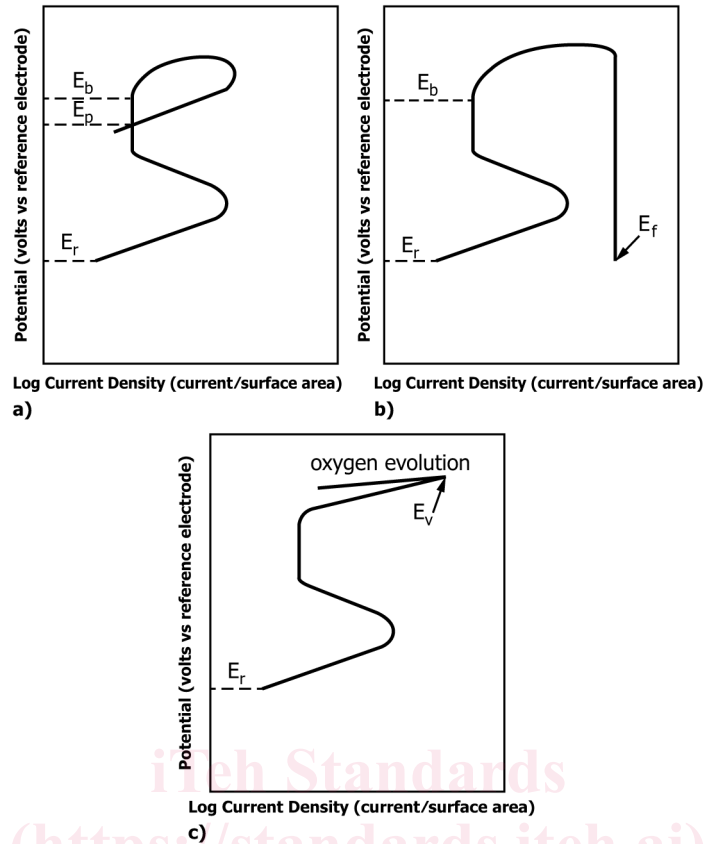 Potential (volts vs reference electrode)
E_b
E_p
E_r
Log Current Density (current/surface area)
a)
Potential (volts vs reference electrode)
E_b
E_r
E_f
Log Current Density (current/surface area)
b)
Potential (volts vs reference electrode)
oxygen evolution
E_v
E_r
Log Current Density (current/surface area)
c)
iTeh Standards
(https://standards.iteh.ai)